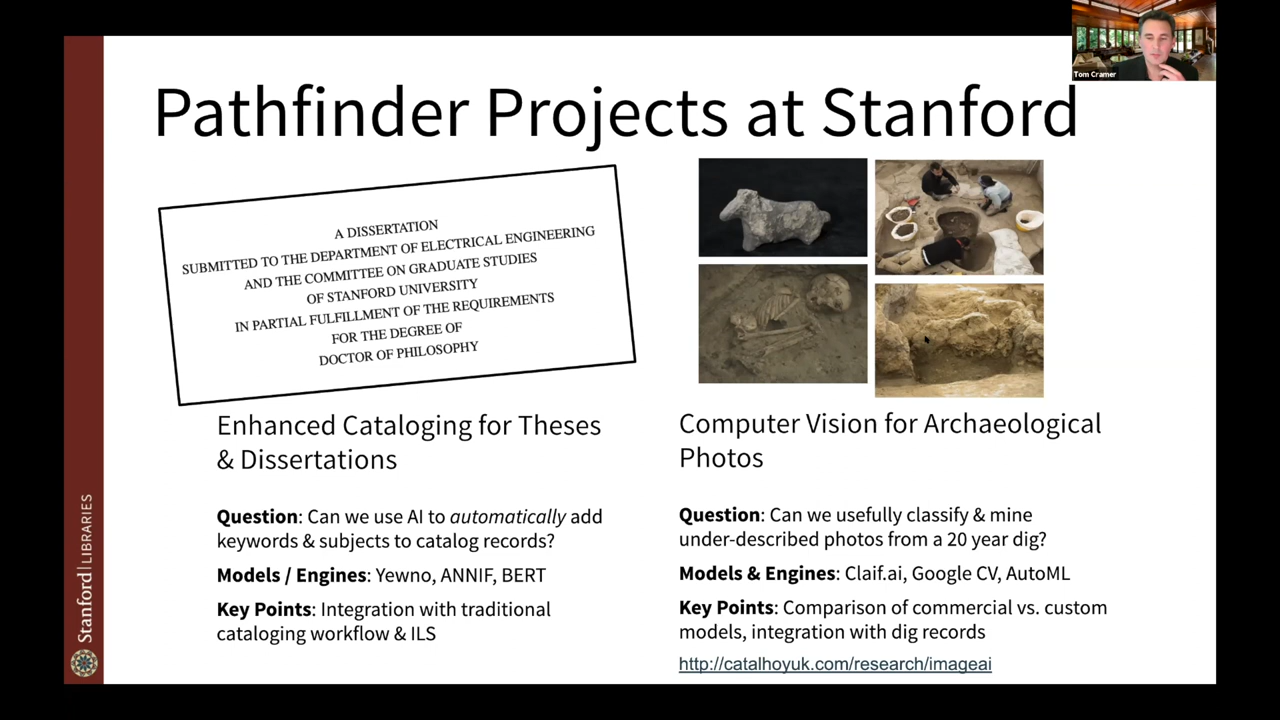 Tom Cramer
Pathfinder Projects at Stanford
A DISSERTATION
SUBMITTED TO THE DEPARTMENT OF ELECTRICAL ENGINEERING
AND THE COMMITTEE ON GRADUATE STUDIES
OF STANFORD UNIVERSITY
IN PARTIAL FULFILLMENT OF THE REQUIREMENTS
FOR THE DEGREE OF
DOCTOR OF PHILOSOPHY
Enhanced Cataloging for Theses
& Dissertations
Question: Can we use AI to automatically add
keywords & subjects to catalog records?
Models / Engines: Yewno, ANNIF, BERT
Key Points: Integration with traditional
cataloging workflow & ILS
Computer Vision for Archaeological
Photos
Question: Can we usefully classify & mine
under-described photos from a 20 year dig?
Models & Engines: Claif.ai, Google CV, AutoML
Key Points: Comparison of commercial vs. custom
models, integration with dig records
http://catalhoyuk.com/research/imageai
Stanford | LIBRARIES